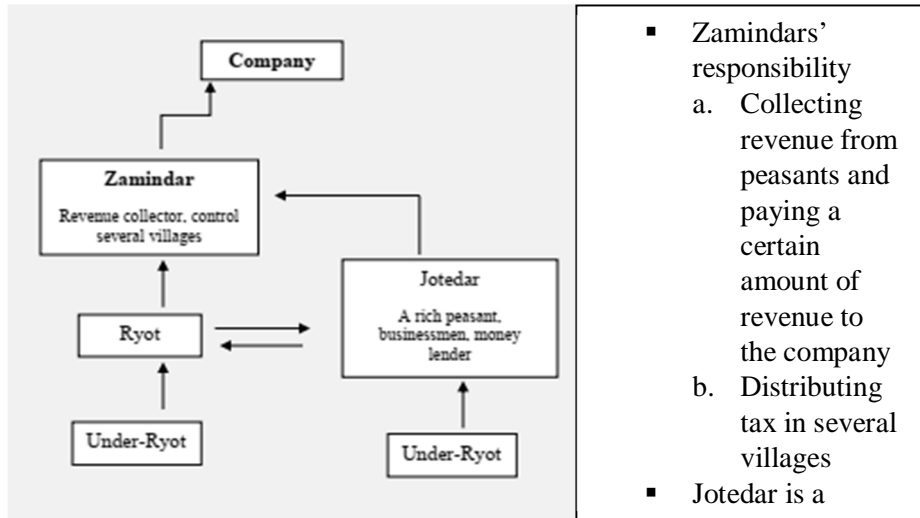 Company
Zamindar
Revenue collector, control
several villages
Jotedar
A rich peasant,
businessmen, money
lender
Ryot
Under-Ryot
Under-Ryot
▪ Zamindars’
responsibility
a. Collecting
revenue from
peasants and
paying a
certain
amount of
revenue to
the company
b. Distributing
tax in several
villages
▪ Jotedar is a